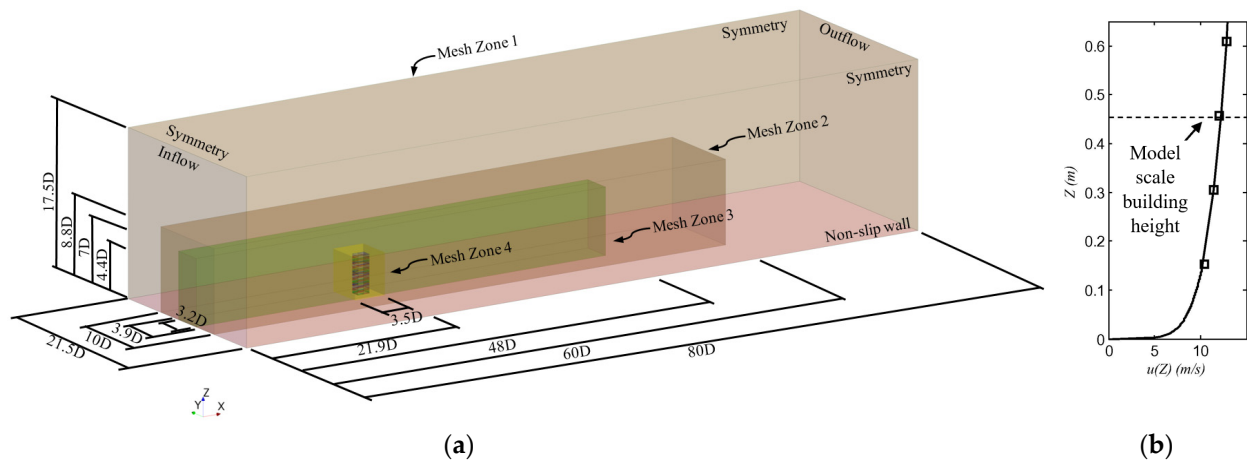 Mesh Zone 1
Symmetry
Outflow
Symmetry
Symmetry
Inflow
Mesh Zone 2
Mesh Zone 3
Mesh Zone 4
Non-slip wall
17.5D
8.8D
7D
4.4D
3.2D
3.9D
10D
21.5D
3.5D
21.9D
48D
60D
80D
Z
Y
X
(a)
0.6
0.5
0.4
0.3
0.2
0.1
0
Z (m)
Model
scale
building
height
0
5
10
u(Z) (m/s)
(b)